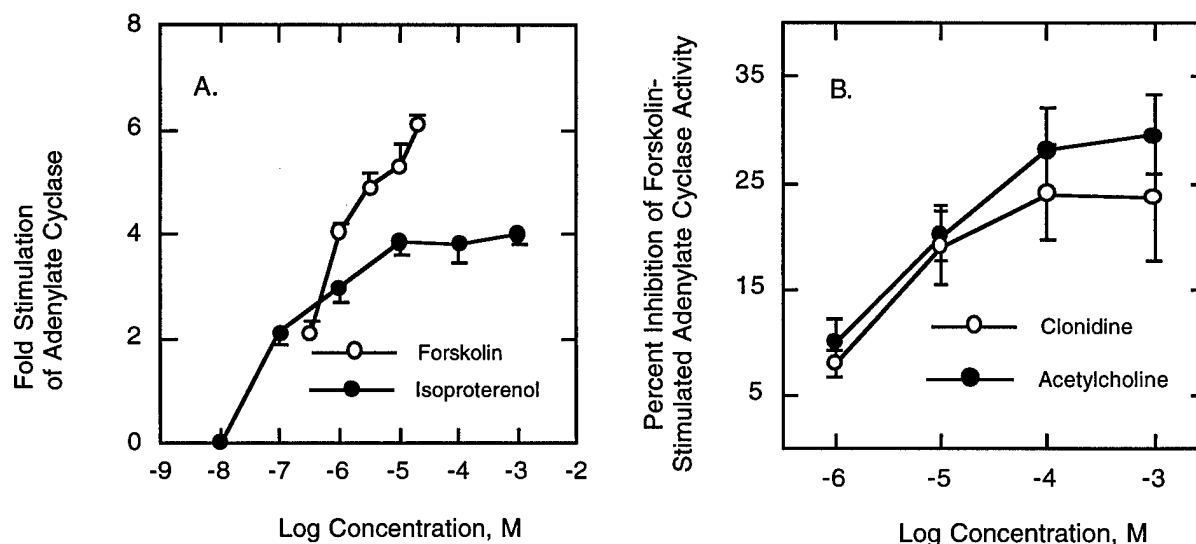 Fold Stimulation
of Adenylate Cyclase
8
6
4
2
0
A.
Forskolin
Isoproterenol
-9 -8 -7 -6 -5 -4 -3 -2
Log Concentration, M
Percent Inhibition of Forskolin-
Stimulated Adenylate Cyclase Activity
35
25
15
5
B.
Clonidine
Acetylcholine
-6 -5 -4 -3
Log Concentration, M